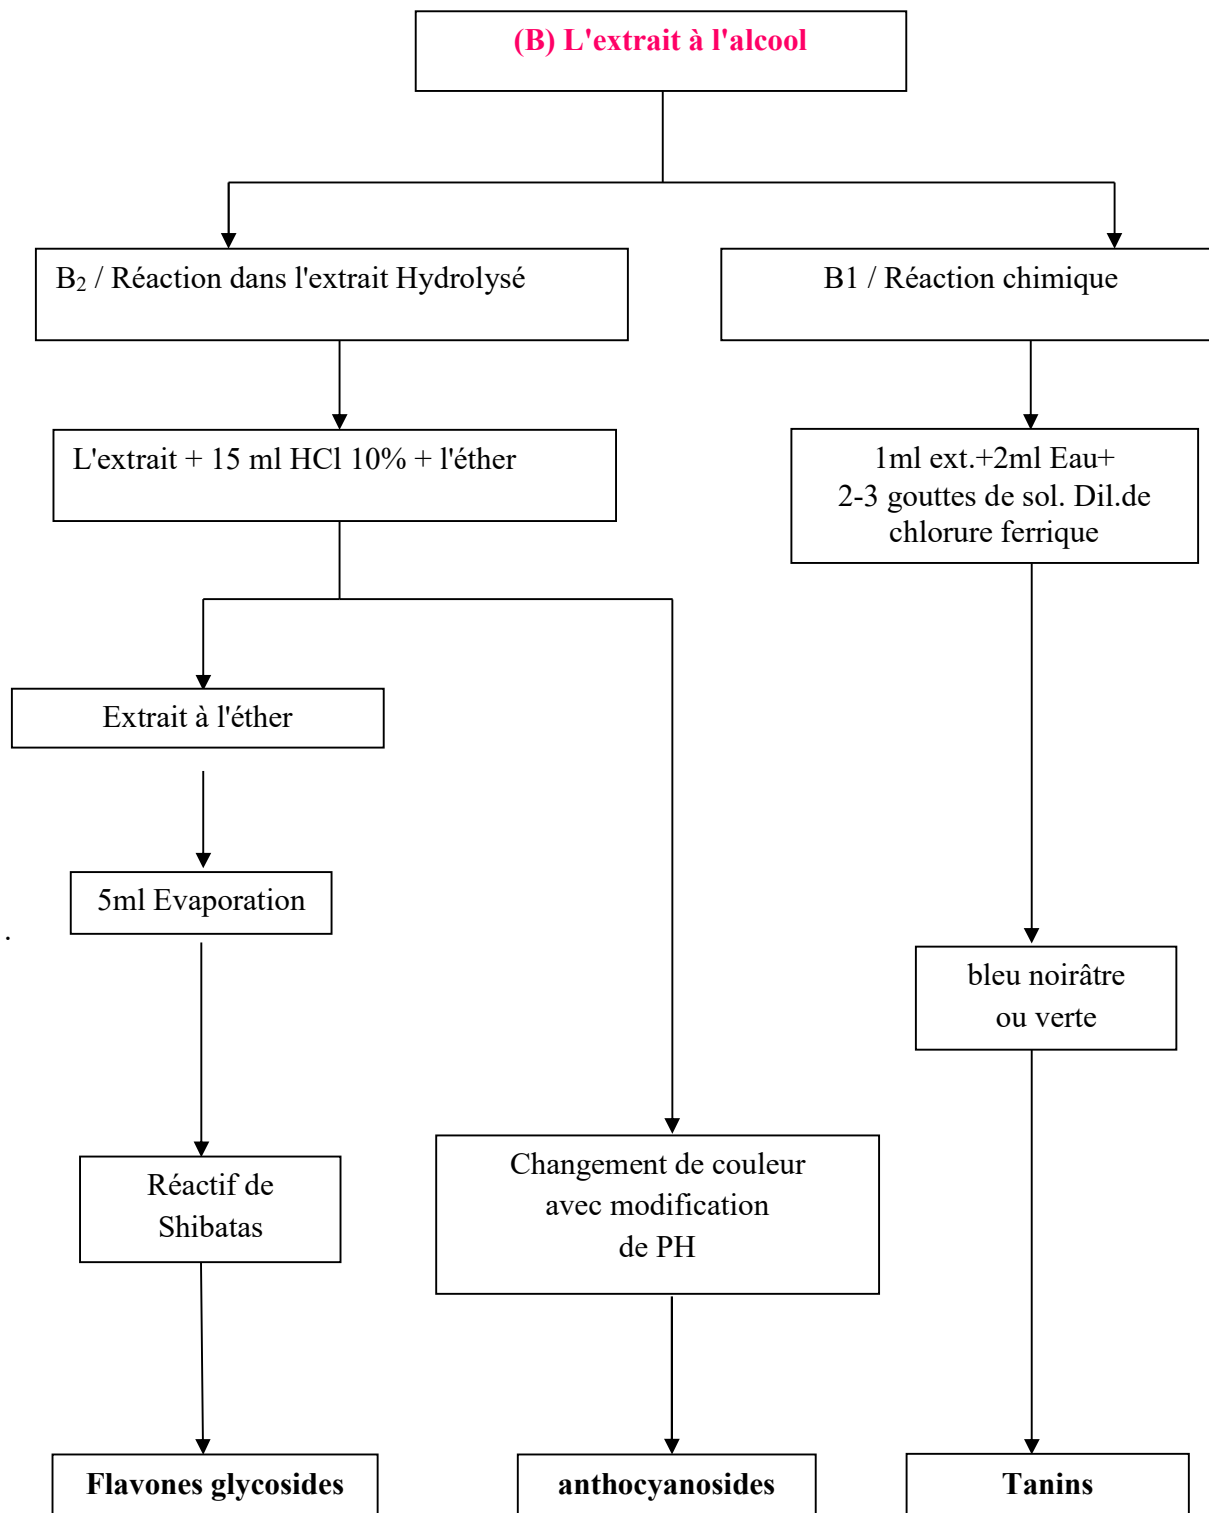 (B) L'extrait à l'alcool
B₂ / Réaction dans l'extrait Hydrolysé
B1 / Réaction chimique
L'extrait + 15 ml HCl 10% + l'éther
1ml ext.+2ml Eau+
2-3 gouttes de sol. Dil.de
chlorure ferrique
Extrait à l'éther
5ml Evaporation
.
bleu noirâtre
ou verte
Réactif de
Shibatas
Changement de couleur
avec modification
de PH
Flavones glycosides
anthocyanosides
Tanins